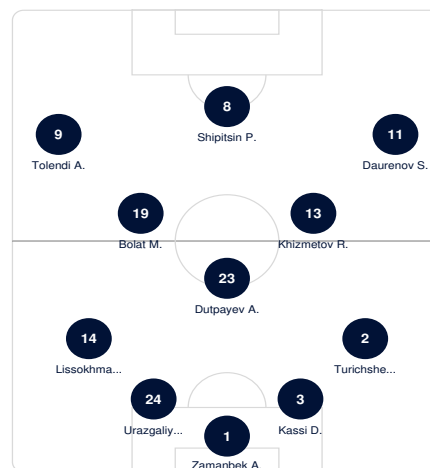 8
Shipitsin P.
9
Tolendi A.
11
Daurenov S.
19
Bolat M.
13
Khizmetov R.
23
Dutpayev A.
14
Lissokhma...
2
Turichshe...
24
Urazgaliy...
3
Kassi D.
1
Zamanbek A.